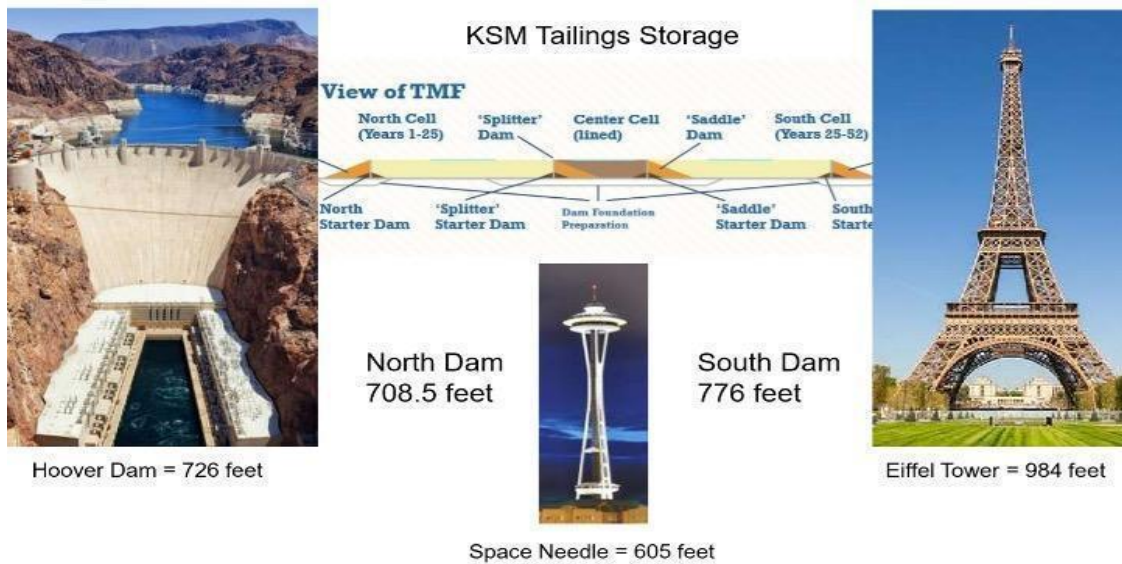 KSM Tailings Storage
View of TMF
North Cell
(Years 1-25)
'Splitter'
Dam
Center Cell
(lined)
'Saddle'
Dam
South Cell
(Years 25-52)
North
Starter Dam
'Splitter'
Starter Dam
Dam Foundation
Preparation
'Saddle'
Starter Dam
South
Starte
North Dam
708.5 feet
South Dam
776 feet
Hoover Dam = 726 feet
Eiffel Tower = 984 feet
Space Needle = 605 feet